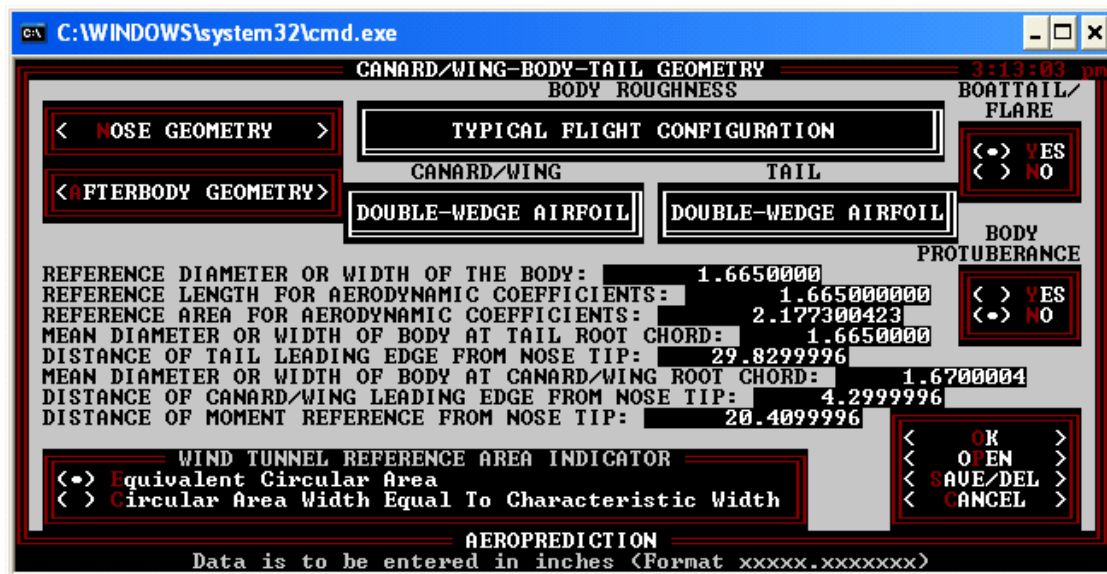 C:\WINDOWS\system32\cmd.exe
CANARD/WING-BODY-TAIL GEOMETRY 3:13:03 pm
BODY ROUGHNESS
BOATTAIL/
FLARE
< NOSE GEOMETRY >
TYPICAL FLIGHT CONFIGURATION
(•) YES
( ) NO
CANARD/WING
TAIL
<AFTERBODY GEOMETRY>
DOUBLE-WEDGE AIRFOIL
DOUBLE-WEDGE AIRFOIL
BODY
PROTUBERANCE
( ) YES
(•) NO
REFERENCE DIAMETER OR WIDTH OF THE BODY: 1.6650000
REFERENCE LENGTH FOR AERODYNAMIC COEFFICIENTS: 1.665000000
REFERENCE AREA FOR AERODYNAMIC COEFFICIENTS: 2.177300423
MEAN DIAMETER OR WIDTH OF BODY AT TAIL ROOT CHORD: 1.6650000
DISTANCE OF TAIL LEADING EDGE FROM NOSE TIP: 29.8299996
MEAN DIAMETER OR WIDTH OF BODY AT CANARD/WING ROOT CHORD: 1.6700004
DISTANCE OF CANARD/WING LEADING EDGE FROM NOSE TIP: 4.2999996
DISTANCE OF MOMENT REFERENCE FROM NOSE TIP: 20.4099996
WIND TUNNEL REFERENCE AREA INDICATOR
(•) Equivalent Circular Area
( ) Circular Area Width Equal To Characteristic Width
< OK >
< OPEN >
< SAVE/DEL >
< CANCEL >
AEROPREDICTION
Data is to be entered in inches (Format xxxxx.xxxxxxx)